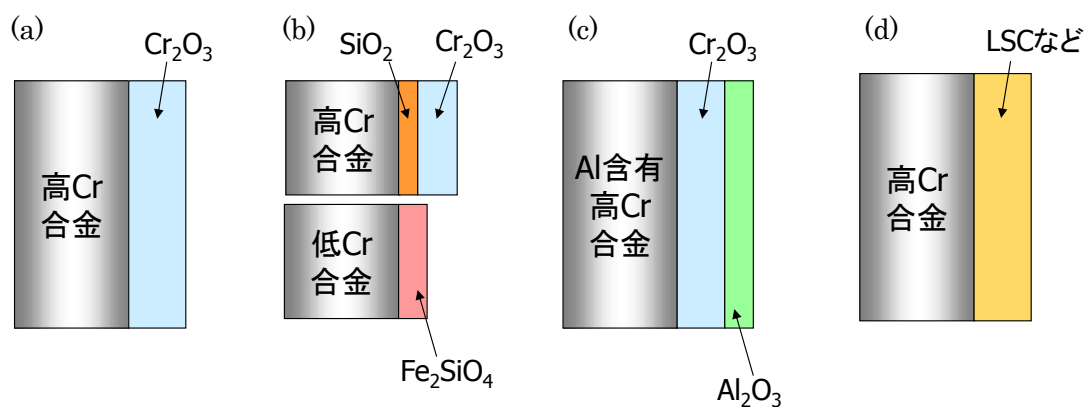 (a)
Cr₂O₃
高Cr
合金
(b)
SiO₂
Cr₂O₃
高Cr
合金
低Cr
合金
Fe₂SiO₄
(c)
Cr₂O₃
Al含有
高Cr
合金
Al₂O₃
(d)
LSCなど
高Cr
合金